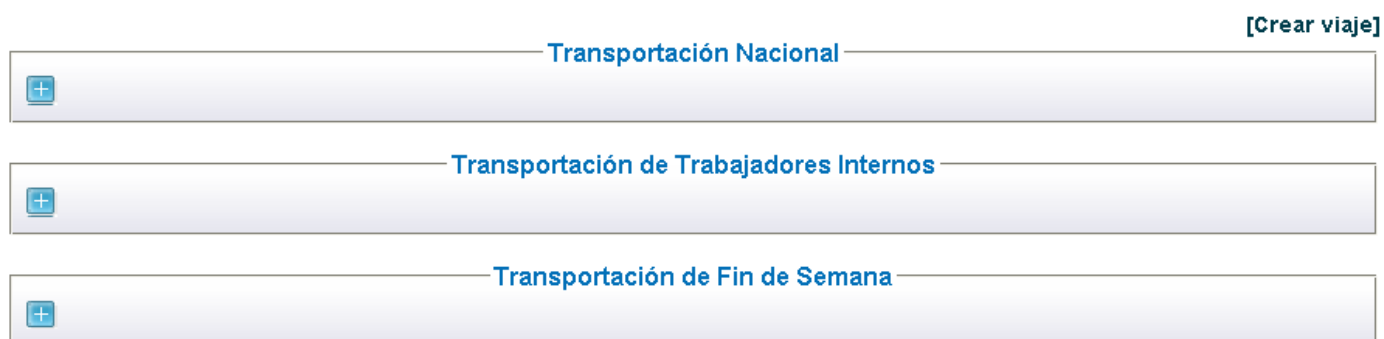 [Crear viaje]
Transportación Nacional
Transportación de Trabajadores Internos
Transportación de Fin de Semana